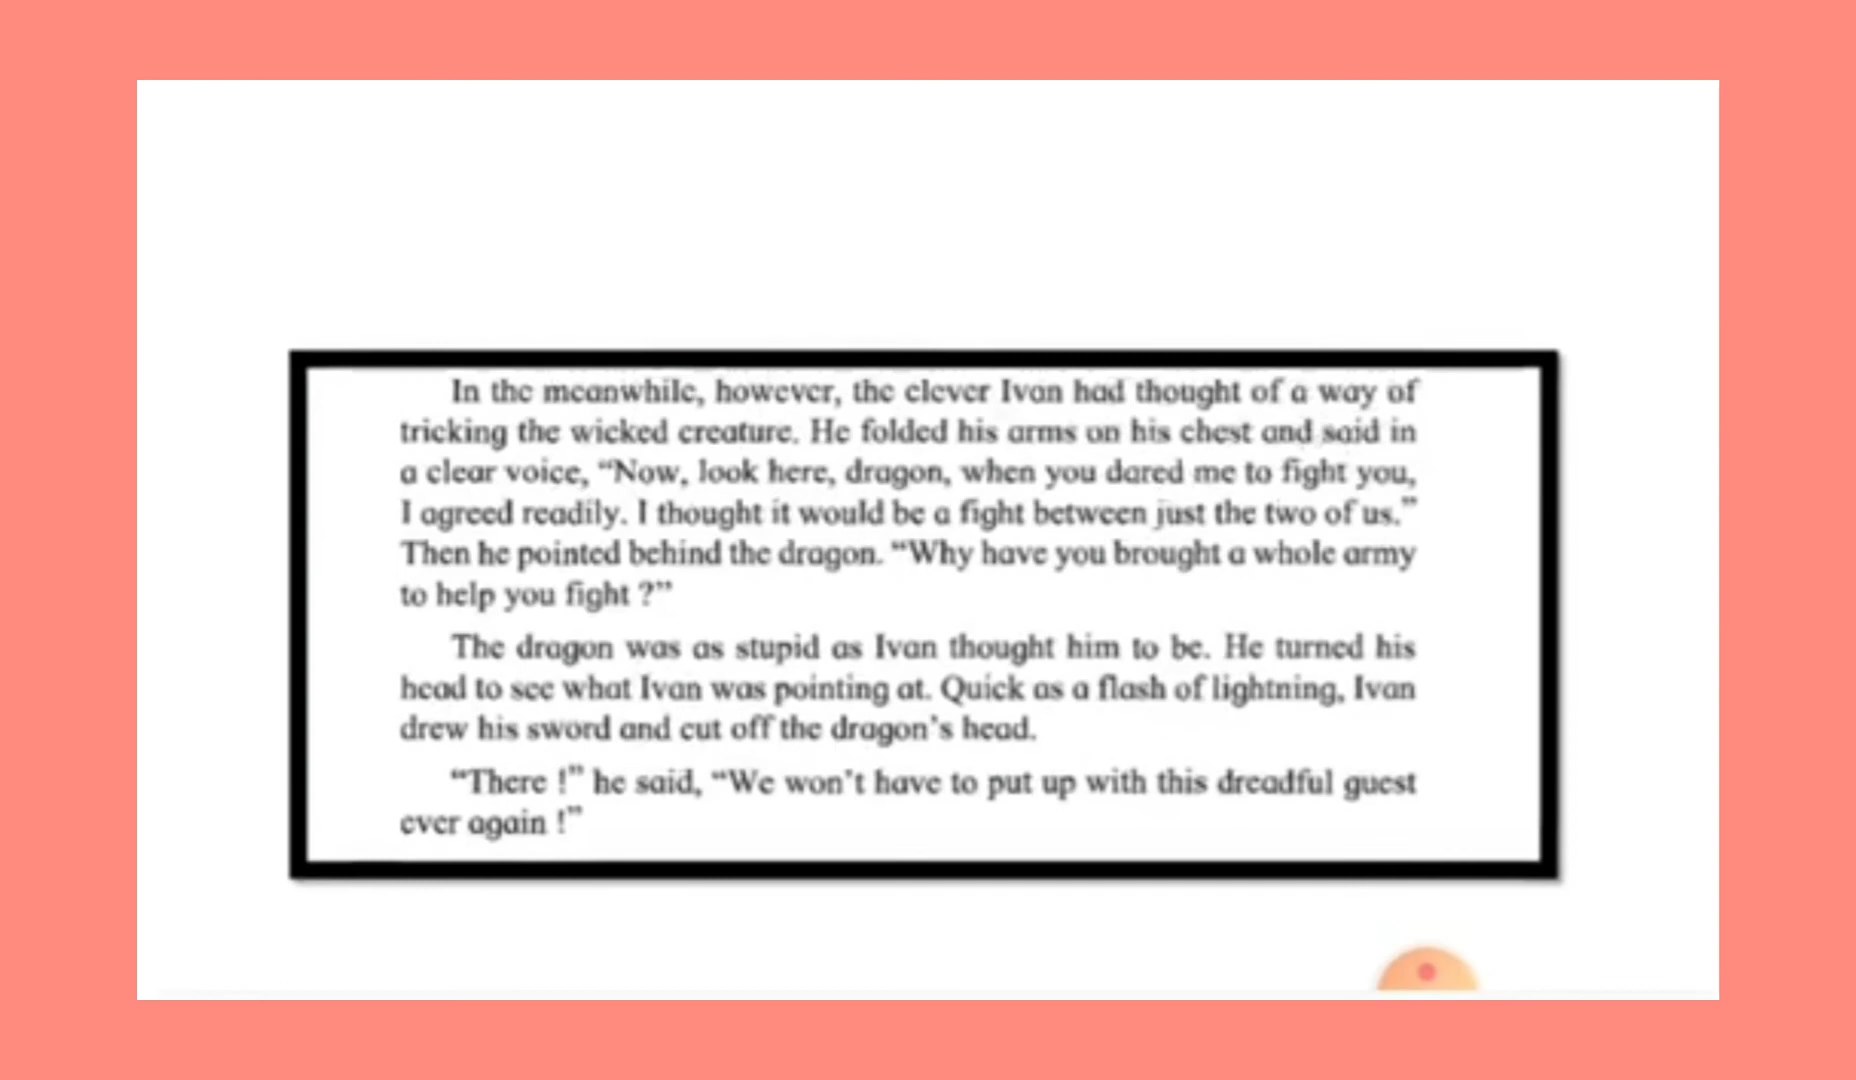 In the meanwhile, however, the clever Ivan had thought of a way of
tricking the wicked creature. He folded his arms on his chest and said in
a clear voice, “Now, look here, dragon, when you dared me to fight you,
I agreed readily. I thought it would be a fight between just the two of us.”
Then he pointed behind the dragon. “Why have you brought a whole army
to help you fight ?”
The dragon was as stupid as Ivan thought him to be. He turned his
head to see what Ivan was pointing at. Quick as a flash of lightning, Ivan
drew his sword and cut off the dragon’s head.
“There !” he said, “We won’t have to put up with this dreadful guest
ever again !”